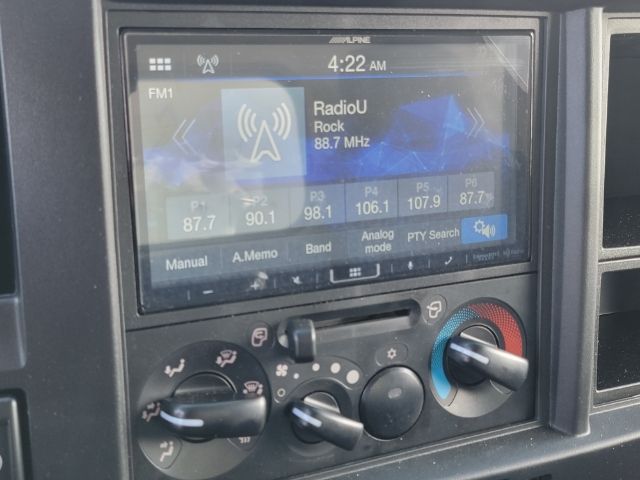 ALPINE
4:22 AM
FM1
RadioU
Rock
88.7 MHz
P1 P2 P3 P4 P5 P6
87.7 90.1 98.1 106.1 107.9 87.7
Manual A.Memo Band Analog mode PTY Search